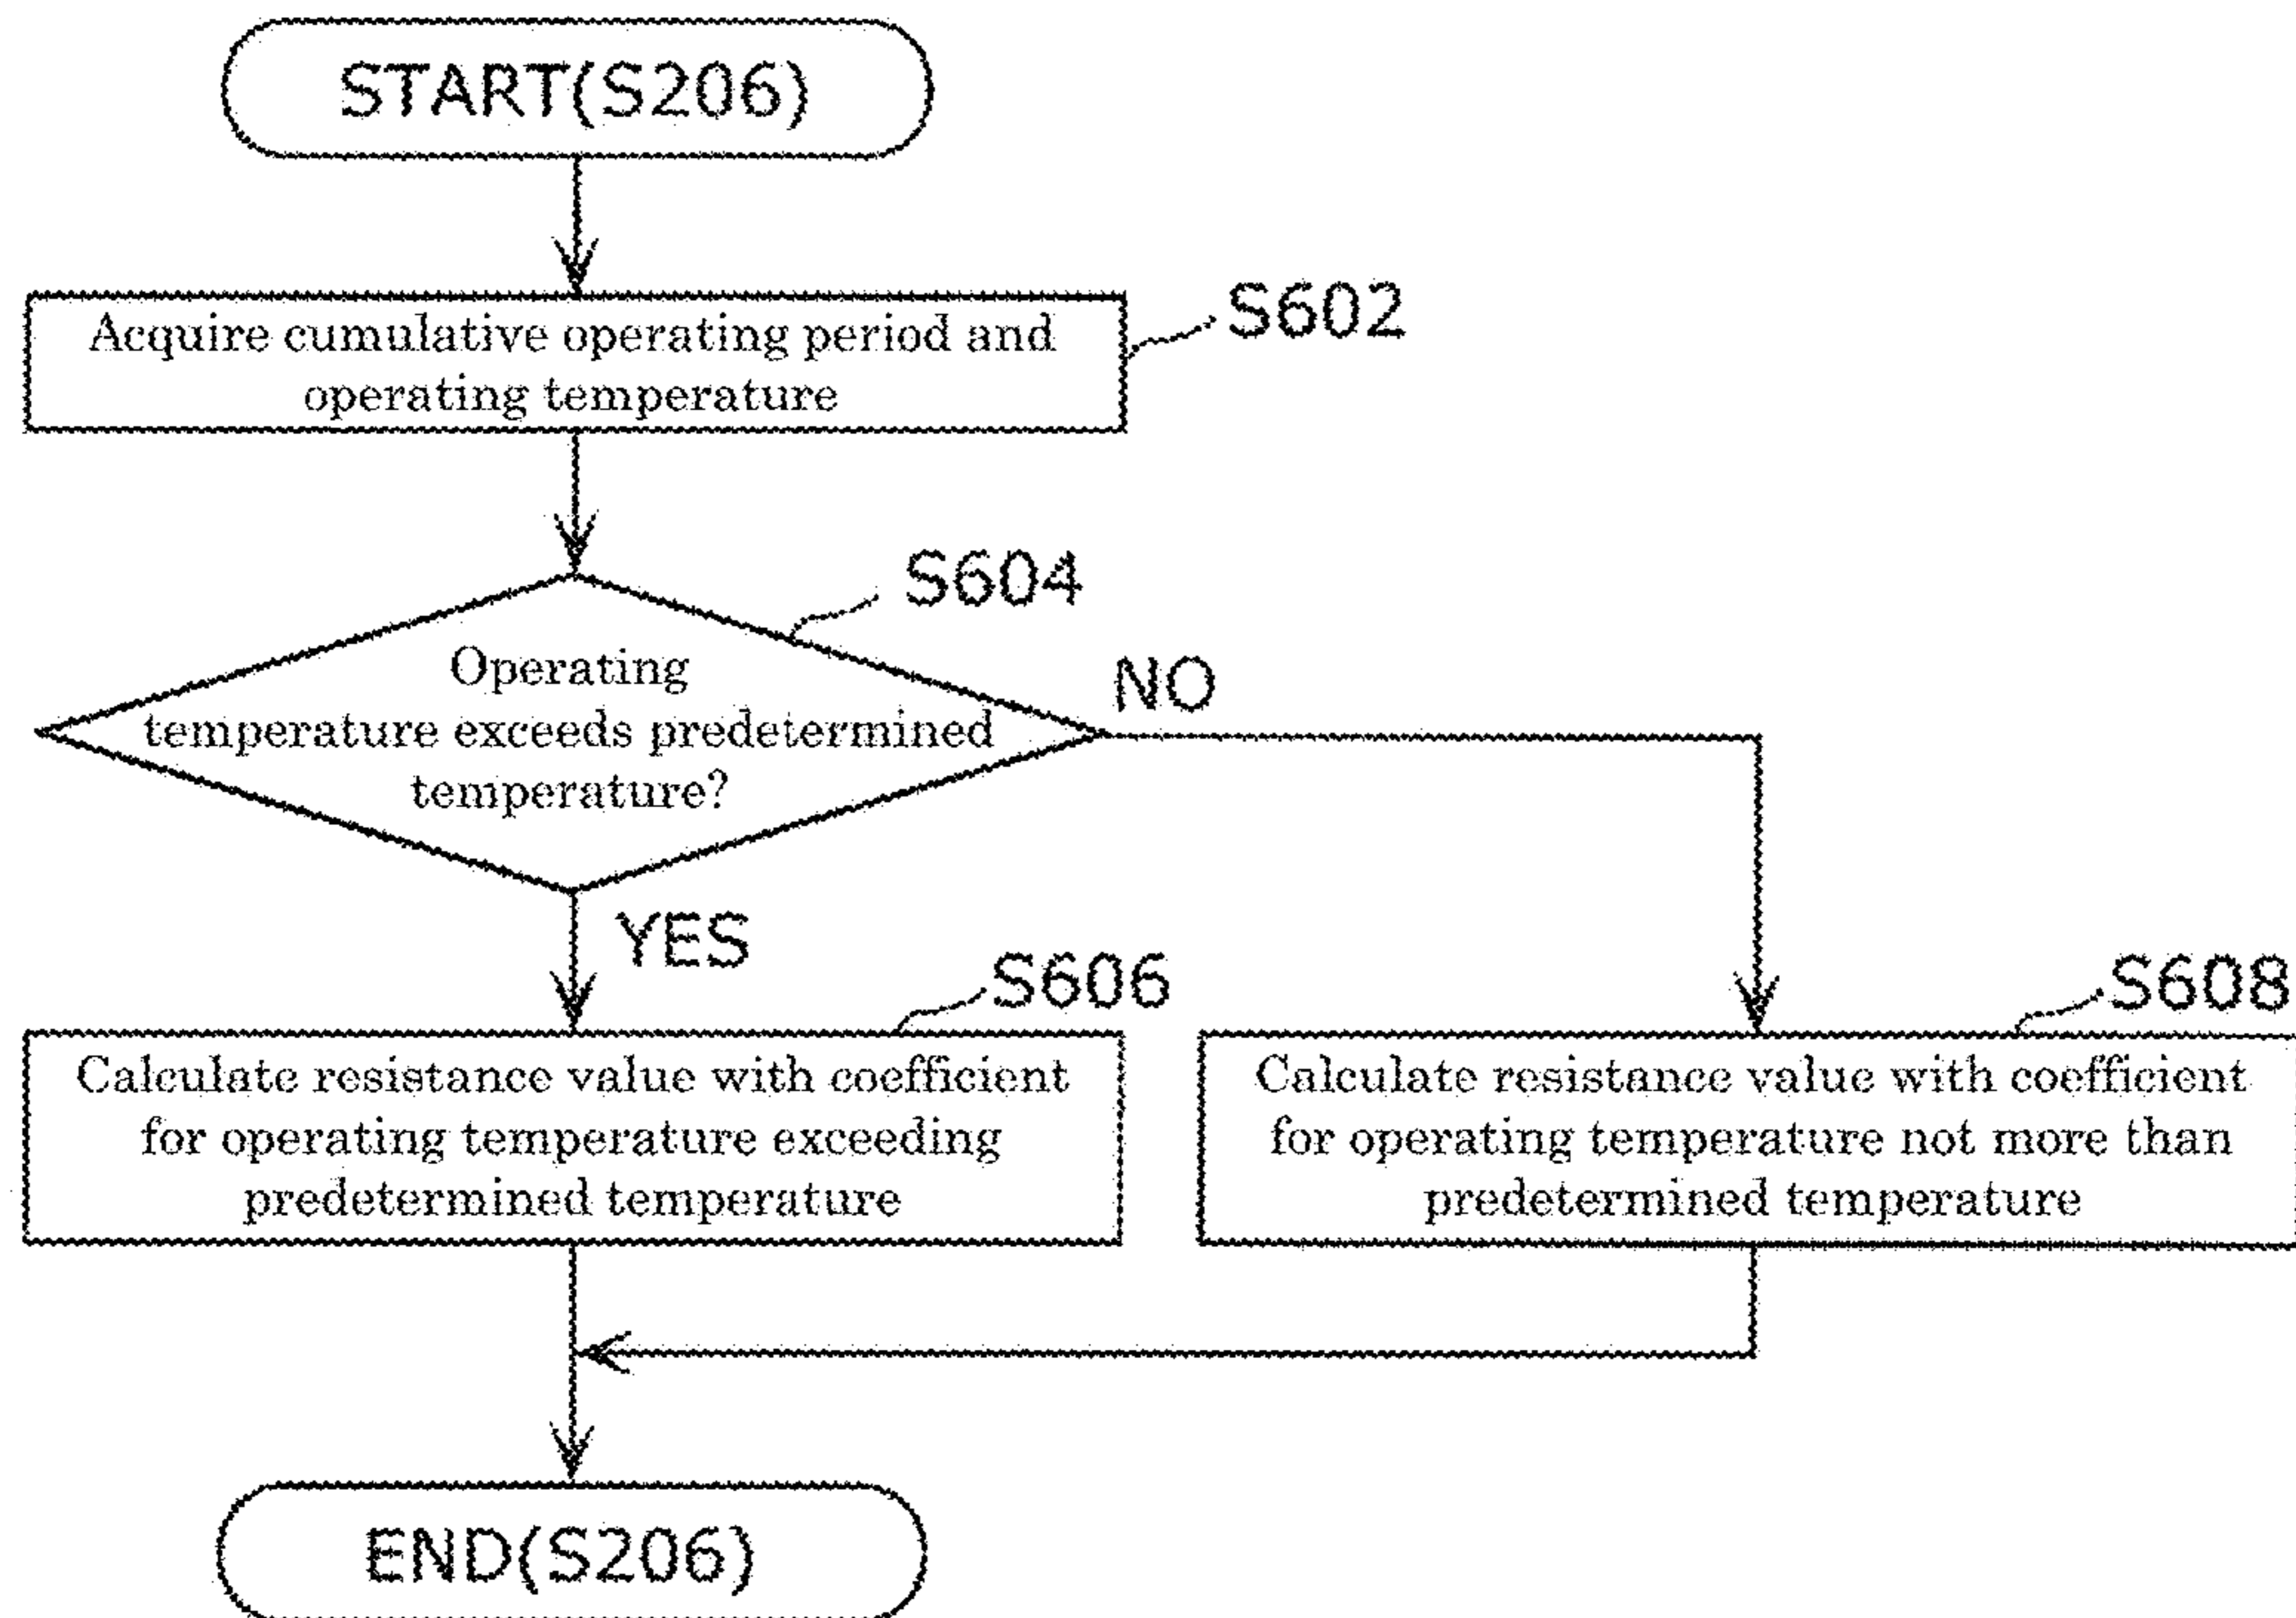 START(S206)
S602
Acquire cumulative operating period and
operating temperature
S604
Operating
temperature exceeds predetermined
temperature?
NO
YES
S606
Calculate resistance value with coefficient
for operating temperature exceeding
predetermined temperature
S608
Calculate resistance value with coefficient
for operating temperature not more than
predetermined temperature
END(S206)